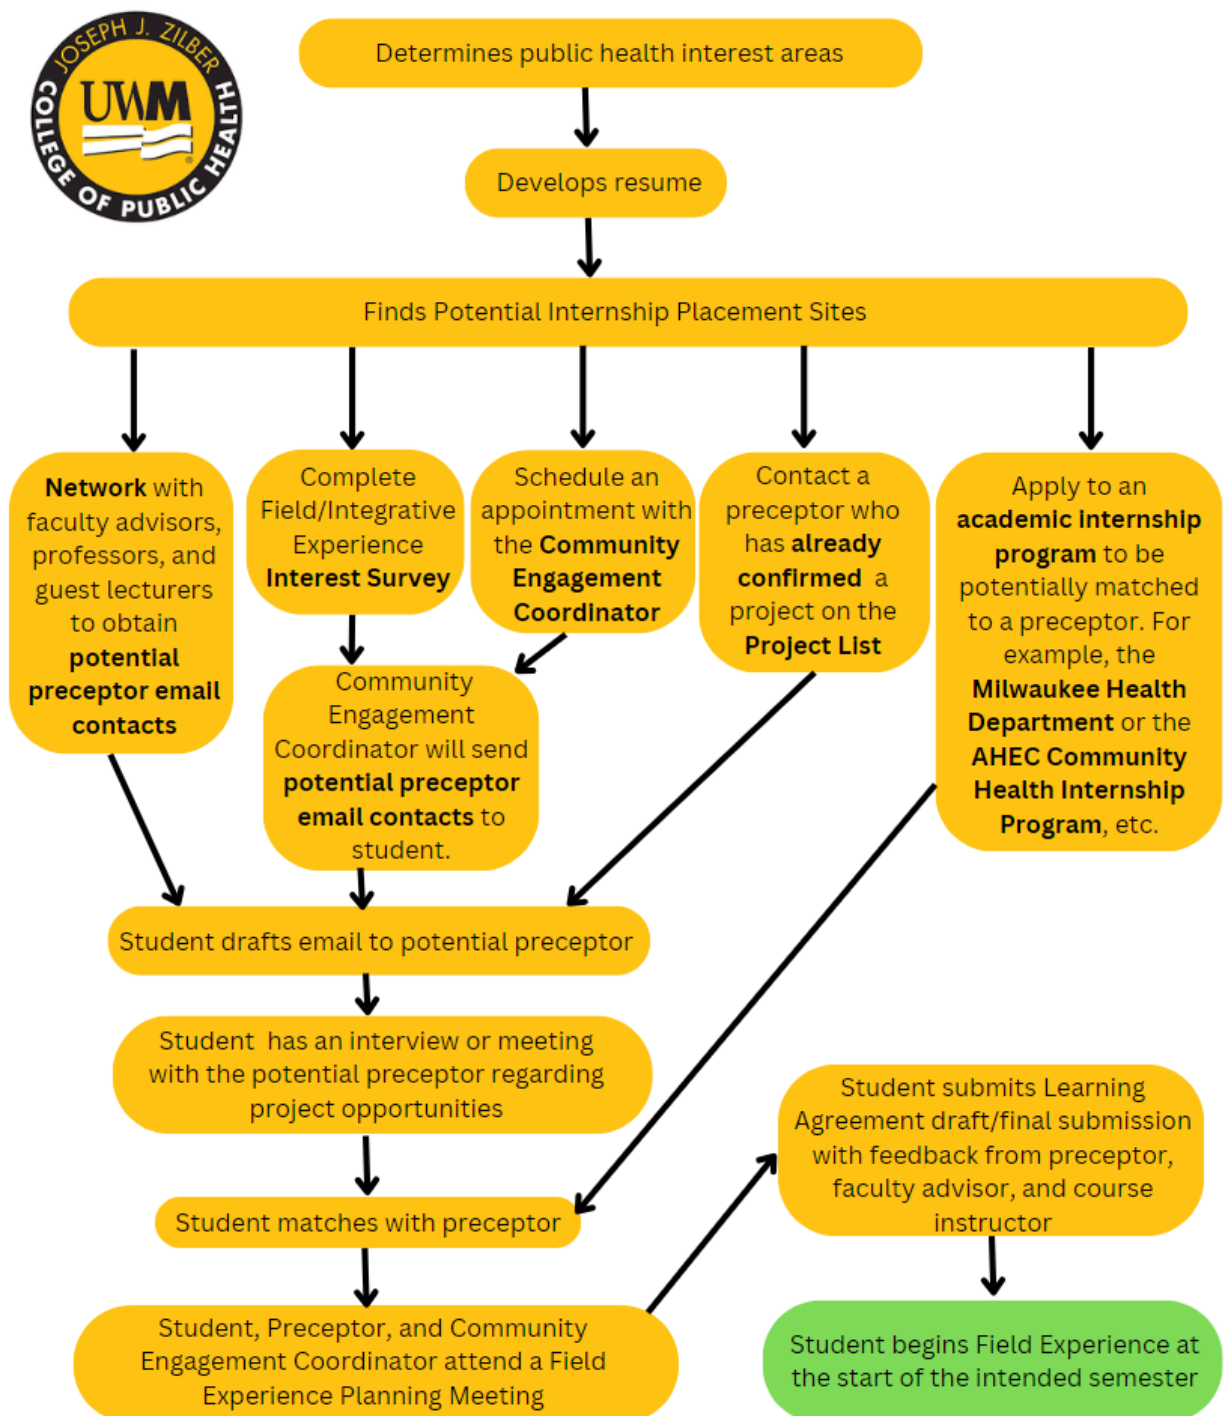 JOSEPH J. ZILBER
UWM
®
COLLEGE OF PUBLIC HEALTH
Determines public health interest areas
Develops resume
Finds Potential Internship Placement Sites
Network with
faculty advisors,
professors, and
guest lecturers
to obtain
potential
preceptor email
contacts
Complete
Field/Integrative
Experience
Interest Survey
Schedule an
appointment with
the Community
Engagement
Coordinator
Contact a
preceptor who
has already
confirmed a
project on the
Project List
Apply to an
academic internship
program to be
potentially matched
to a preceptor. For
example, the
Milwaukee Health
Department or the
AHEC Community
Health Internship
Program, etc.
Community
Engagement
Coordinator will send
potential preceptor
email contacts to
student.
Student drafts email to potential preceptor
Student has an interview or meeting
with the potential preceptor regarding
project opportunities
Student matches with preceptor
Student, Preceptor, and Community
Engagement Coordinator attend a Field
Experience Planning Meeting
Student submits Learning
Agreement draft/final submission
with feedback from preceptor,
faculty advisor, and course
instructor
Student begins Field Experience at
the start of the intended semester